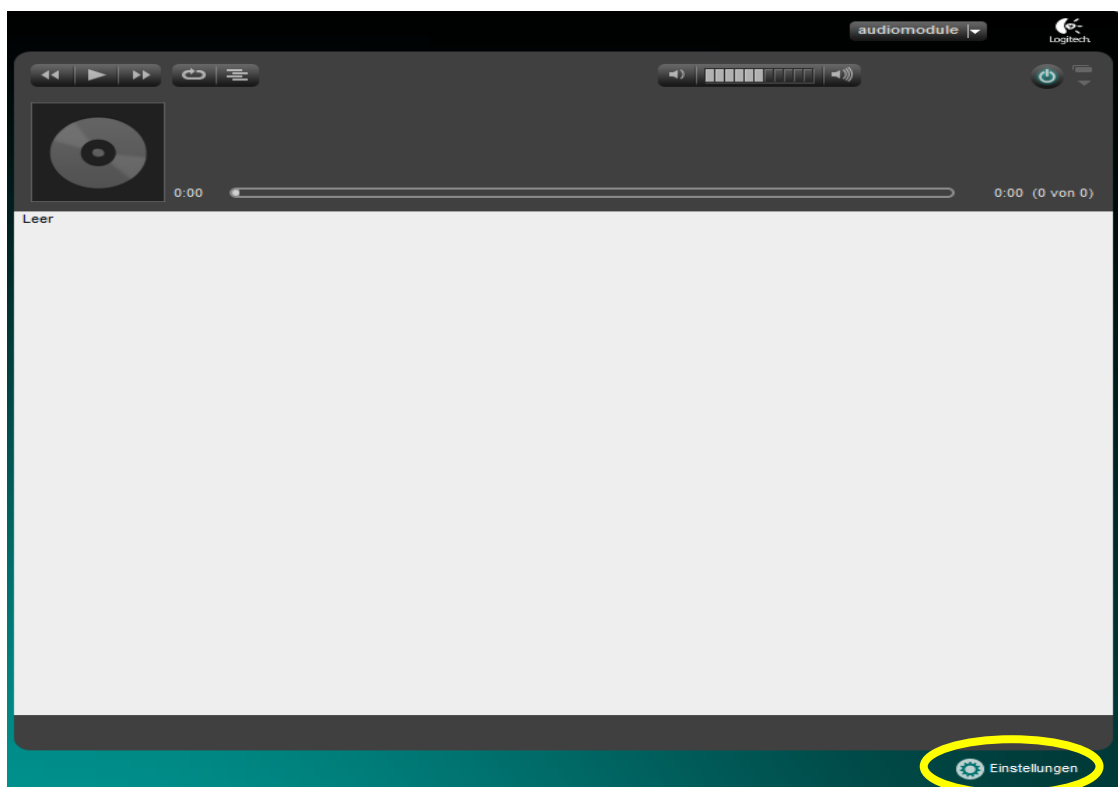 audiomodule
Logitech
0:00
0:00 (0 von 0)
Leer
Einstellungen